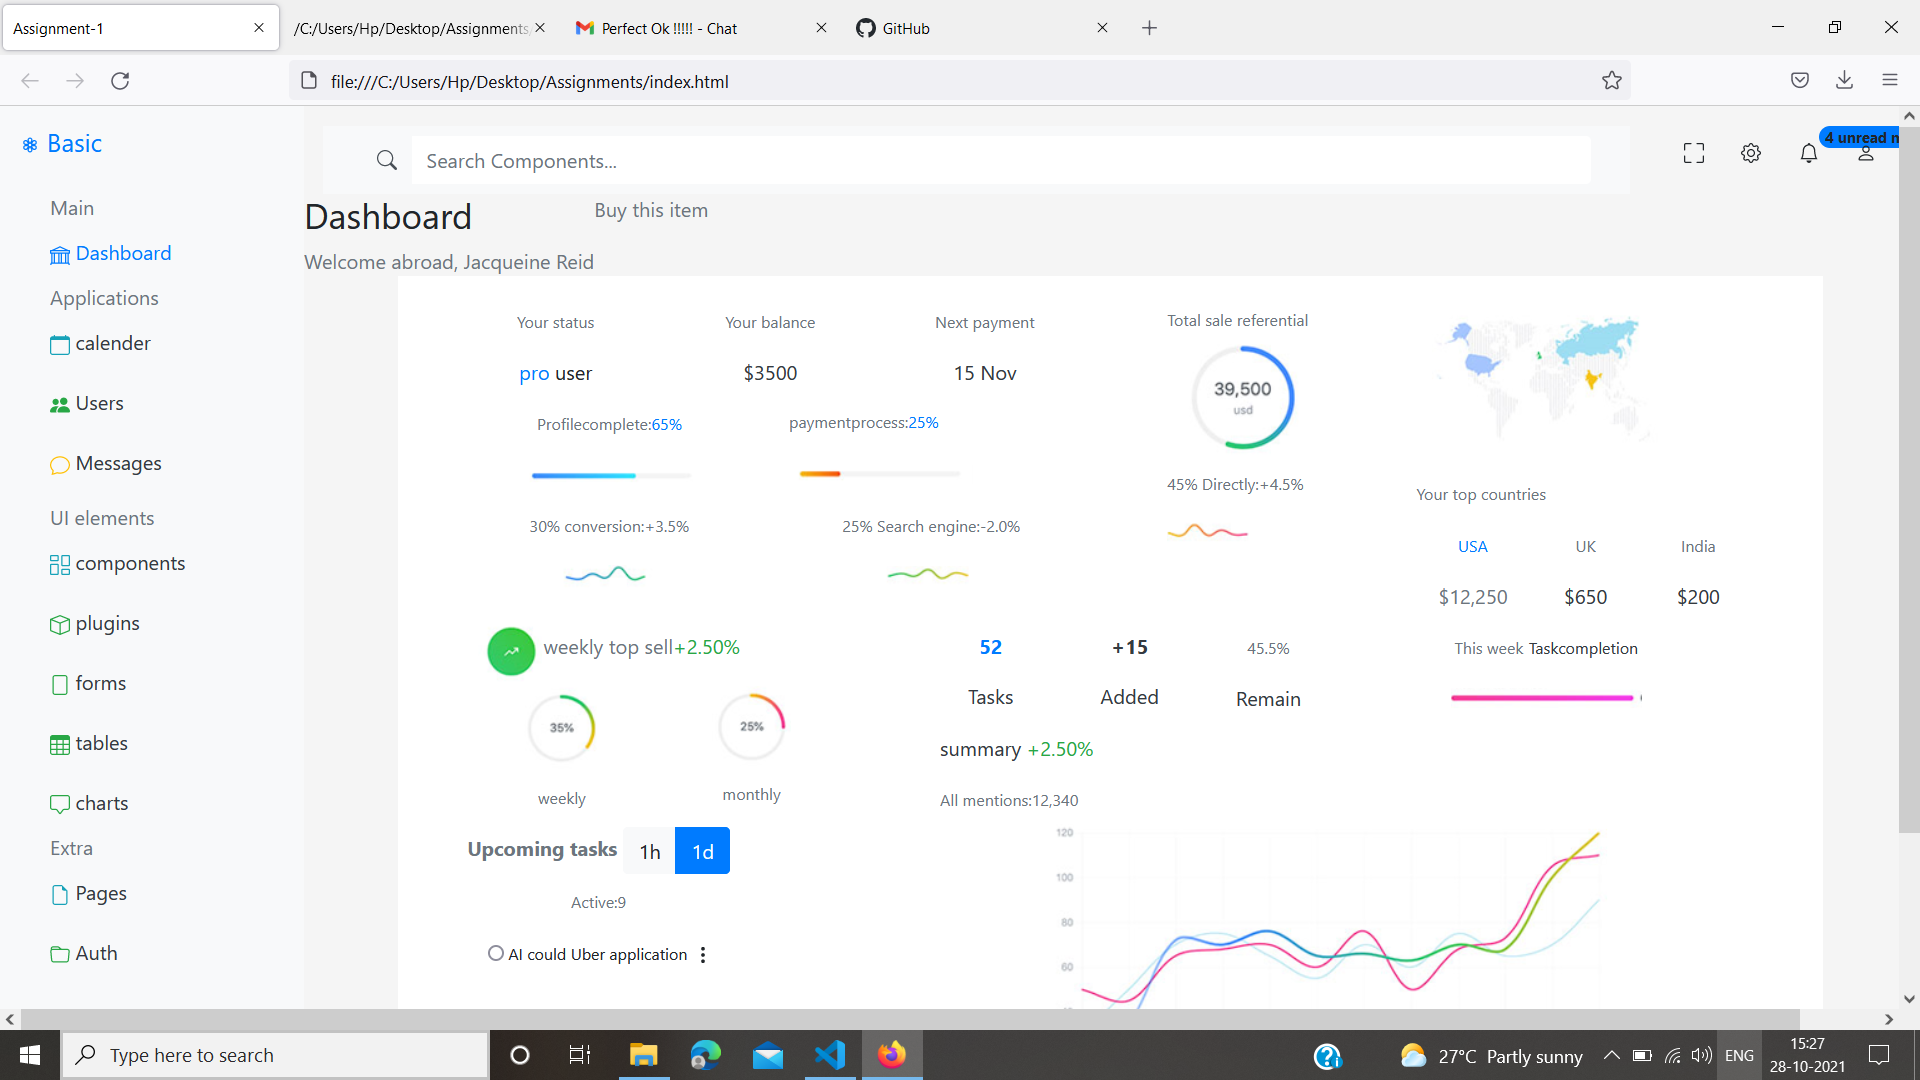 Assignment-1
/C:/Users/Hp/Desktop/Assignments/
Perfect Ok !!!!! - Chat
GitHub
file:///C:/Users/Hp/Desktop/Assignments/index.html
Basic
Search Components...
4 unread n
Main
Dashboard
Applications
calender
Users
Messages
UI elements
components
plugins
forms
tables
charts
Extra
Pages
Auth
Dashboard
Buy this item
Welcome abroad, Jacqueine Reid
Your status
Your balance
Next payment
pro user
$3500
15 Nov
Profilecomplete:65%
paymentprocess:25%
30% conversion:+3.5%
25% Search engine:-2.0%
Total sale referential
39,500
usd
45% Directly:+4.5%
Your top countries
USA
UK
India
$12,250
$650
$200
weekly top sell+2.50%
35%
25%
weekly
monthly
52
+15
45.5%
Tasks
Added
Remain
This week Taskcompletion
summary +2.50%
All mentions:12,340
Upcoming tasks
1h
1d
Active:9
AI could Uber application
120
100
80
60
Type here to search
27°C Partly sunny
ENG
15:27
28-10-2021